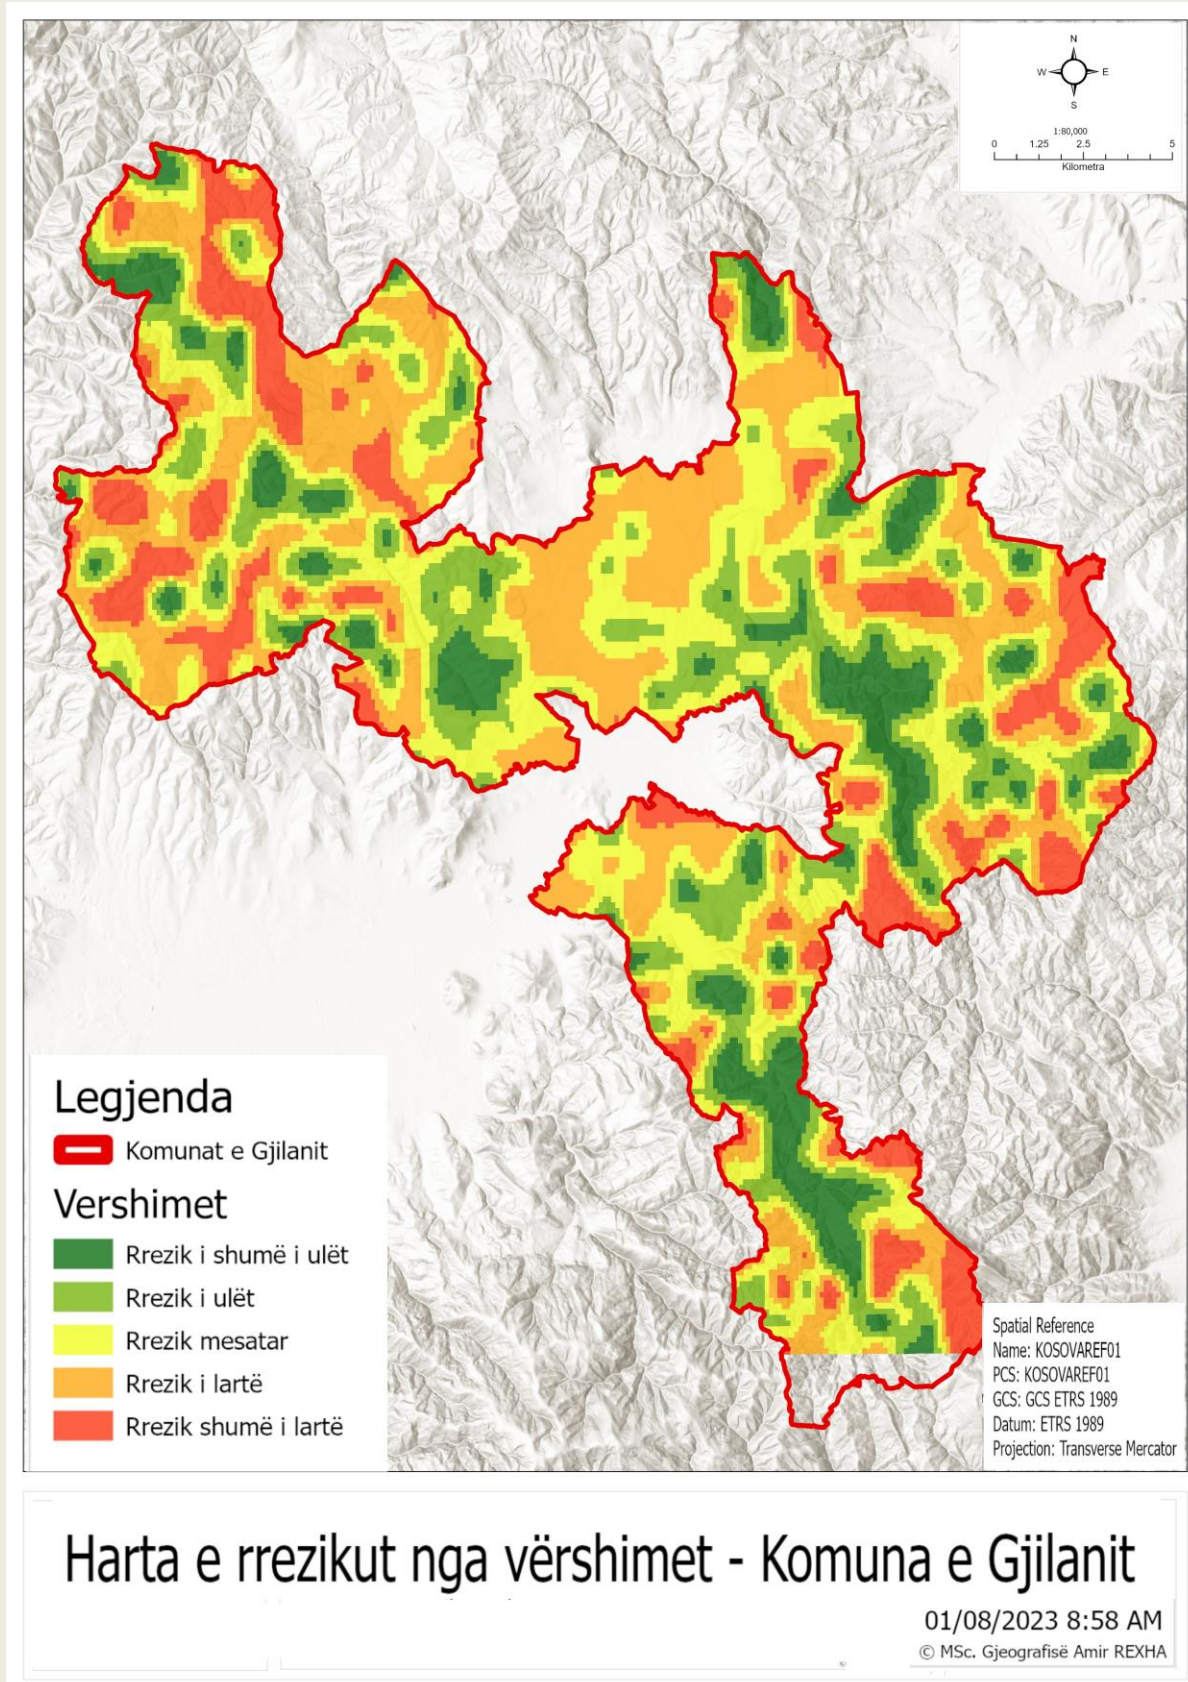 N
W E
S
1:80,000
0 1.25 2.5 5
Kilometra
Legjenda
Komunat e Gjilanit
Vershimet
Rrezik i shumë i ulët
Rrezik i ulët
Rrezik mesatar
Rrezik i lartë
Rrezik shumë i lartë
Spatial Reference
Name: KOSOVAREF01
PCS: KOSOVAREF01
GCS: GCS ETRS 1989
Datum: ETRS 1989
Projection: Transverse Mercator
Harta e rrezikut nga vërshimet - Komuna e Gjilanit
01/08/2023 8:58 AM
© MSc. Gjeografisë Amir REXHA